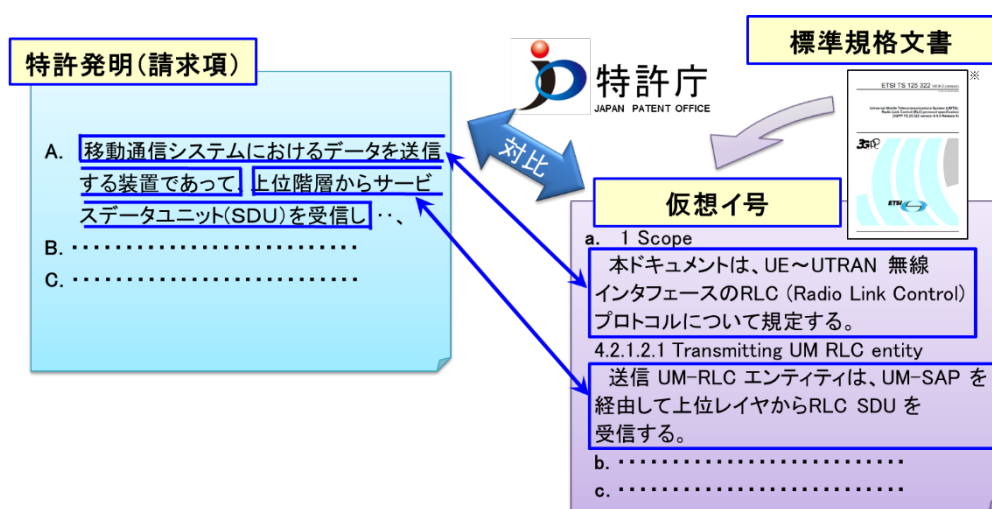 特許発明(請求項)
A. 移動通信システムにおけるデータを送信
する装置であって、上位階層からサービ
スデータユニット(SDU)を受信し‥、
B. ‥‥‥‥‥‥‥‥‥‥‥‥‥
C. ‥‥‥‥‥‥‥‥‥‥‥‥‥
特許庁
JAPAN PATENT OFFICE
対比
標準規格文書
※
ETSI TS 125 322
3GPP
ETSI
仮想イ号
a. 1 Scope
本ドキュメントは、UE～UTRAN 無線
インタフェースのRLC (Radio Link Control)
プロトコルについて規定する。
4.2.1.2.1 Transmitting UM RLC entity
送信 UM-RLC エンティティは、UM-SAP を
経由して上位レイヤからRLC SDU を
受信する。
b. ‥‥‥‥‥‥‥‥‥‥‥‥‥
c. ‥‥‥‥‥‥‥‥‥‥‥‥‥